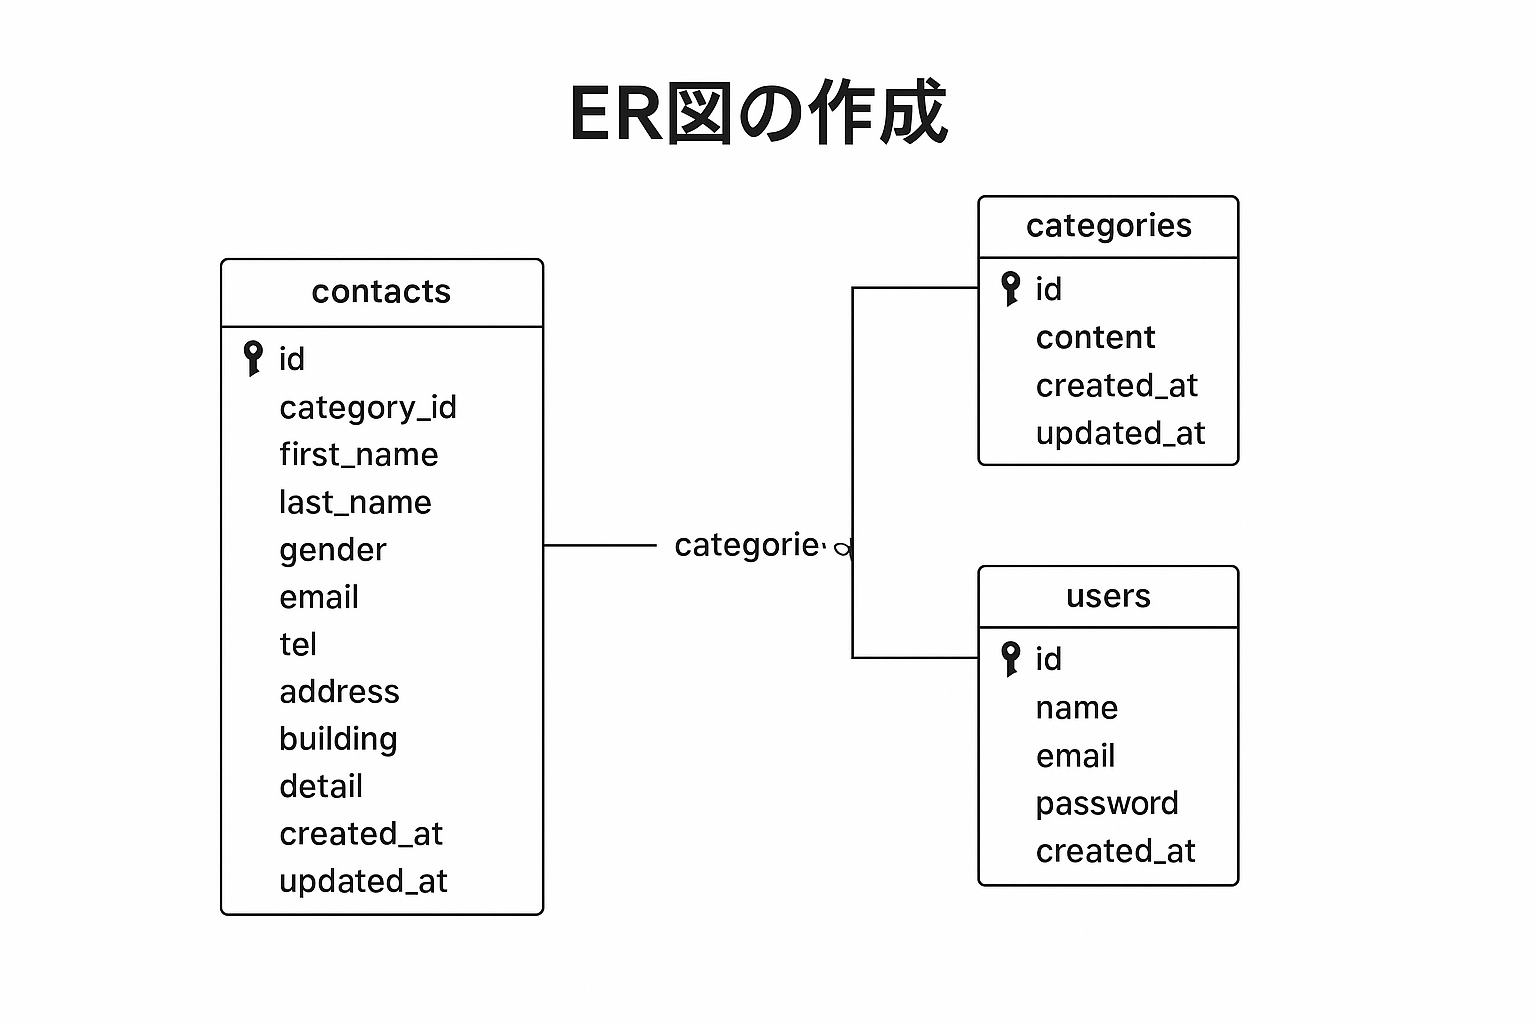 ER図の作成
contacts
id
category_id
first_name
last_name
gender
email
tel
address
building
detail
created_at
updated_at
categorie
categories
id
content
created_at
updated_at
users
id
name
email
password
created_at